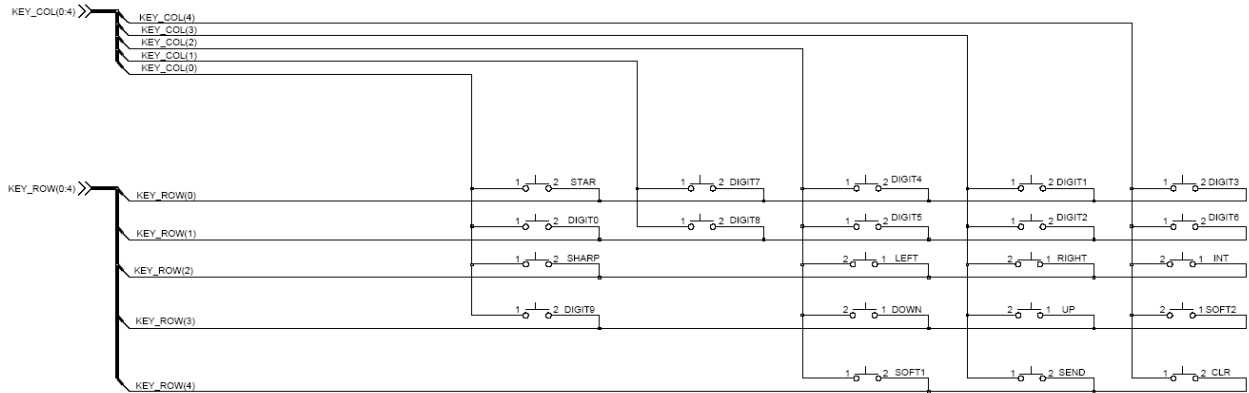 KEY_COL(0:4)
KEY_COL(4)
KEY_COL(3)
KEY_COL(2)
KEY_COL(1)
KEY_COL(0)
KEY_ROW(0:4)
1 2 STAR 1 2 DIGIT7 1 2 DIGIT4 1 2 DIGIT1 1 2 DIGIT3
KEY_ROW(0)
1 2 DIGIT0 1 2 DIGIT8 1 2 DIGIT5 1 2 DIGIT2 1 2 DIGIT6
KEY_ROW(1)
1 2 SHARP 2 1 LEFT 2 1 RIGHT 2 1 INT
KEY_ROW(2)
1 2 DIGIT9 2 1 DOWN 2 1 UP 2 1 SOFT2
KEY_ROW(3)
1 2 SOFT1 1 2 SEND 1 2 CLR
KEY_ROW(4)